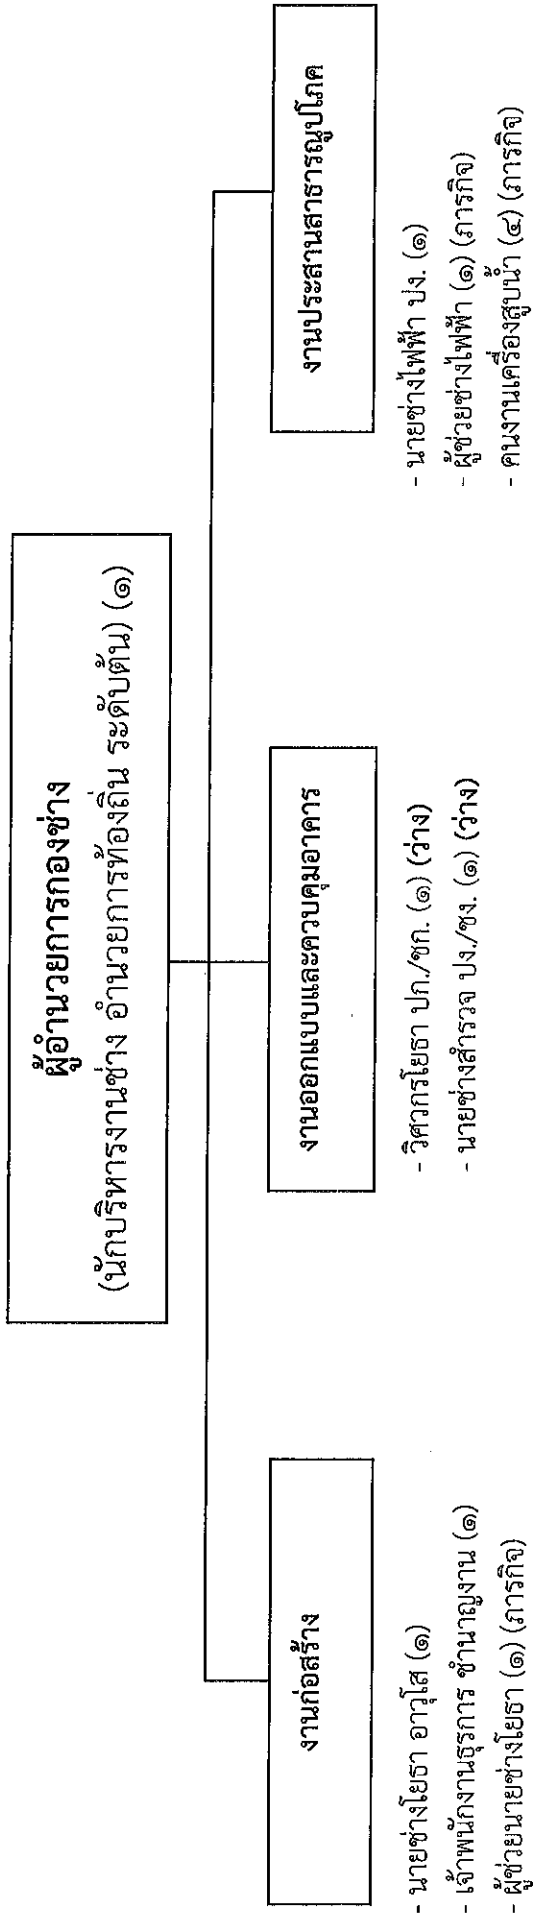 ผู้อำนวยการกองช่าง
(นักบริหารงานช่าง อำนวยการท้องถิ่น ระดับต้น) (๑)
งานก่อสร้าง
- นายช่างโยธา อาวุโส (๑)
- เจ้าพนักงานธุรการ ชำนาญงาน (๑)
- ผู้ช่วยนายช่างโยธา (๑) (ภารกิจ)
งานออกแบบและควบคุมอาคาร
- วิศวกรโยธา ปก./ชก. (๑) (ว่าง)
- นายช่างสำรวจ ปง./ชง. (๑) (ว่าง)
งานประสานสาธารณูปโภค
- นายช่างไฟฟ้า ปง. (๑)
- ผู้ช่วยช่างไฟฟ้า (๑) (ภารกิจ)
- คนงานเครื่องสูบน้ำ (๔) (ภารกิจ)